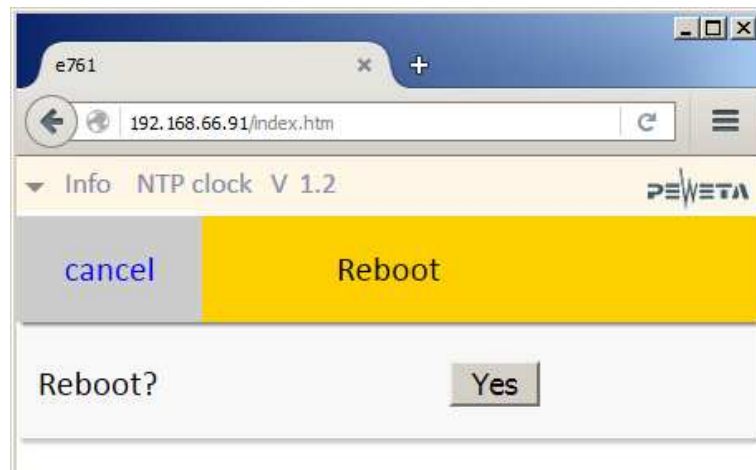 e761
192.168.66.91/index.htm
Info NTP clock V 1.2
PEWETA
cancel Reboot
Reboot? Yes